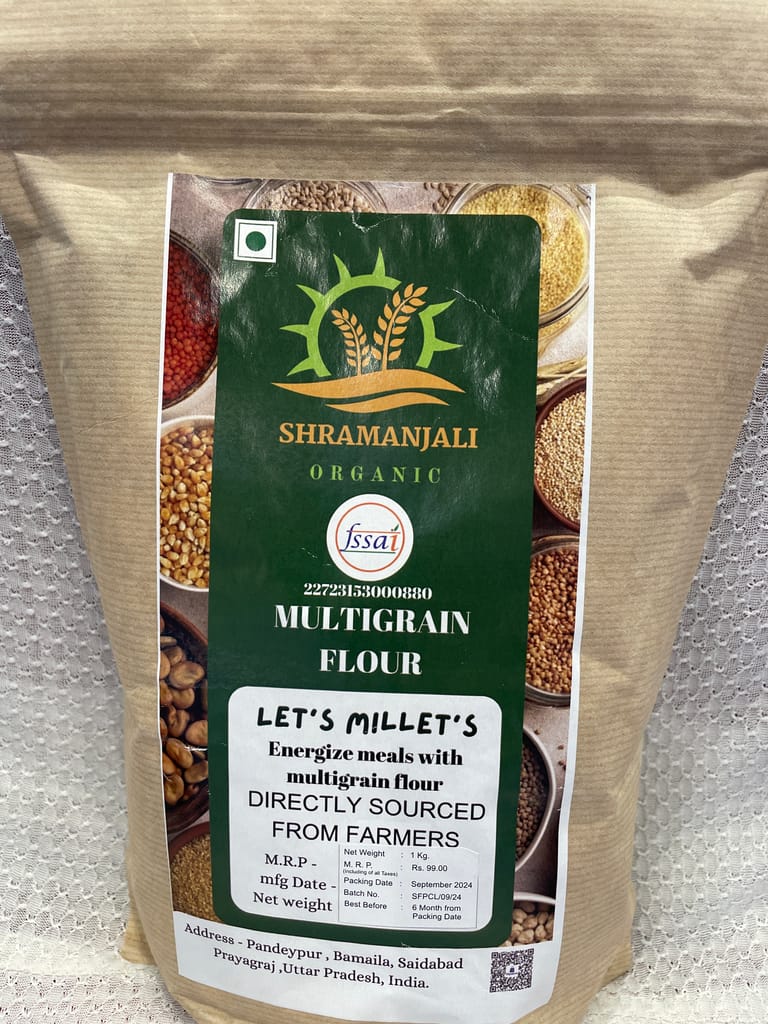 SHRAMANJALI
ORGANIC
fssai
22723153000880
MULTIGRAIN
FLOUR
LET'S MILLET'S
Energize meals with
multigrain flour
DIRECTLY SOURCED
FROM FARMERS
M.R.P -
mfg Date -
Net weight
Net Weight : 1 Kg.
M. R. P. : Rs. 99.00
(Including of all Taxes)
Packing Date : September 2024
Batch No. : SFPCL/09/24
Best Before : 6 Month from
Packing Date
Address - Pandeypur , Bamaila, Saidabad
Prayagraj ,Uttar Pradesh, India.